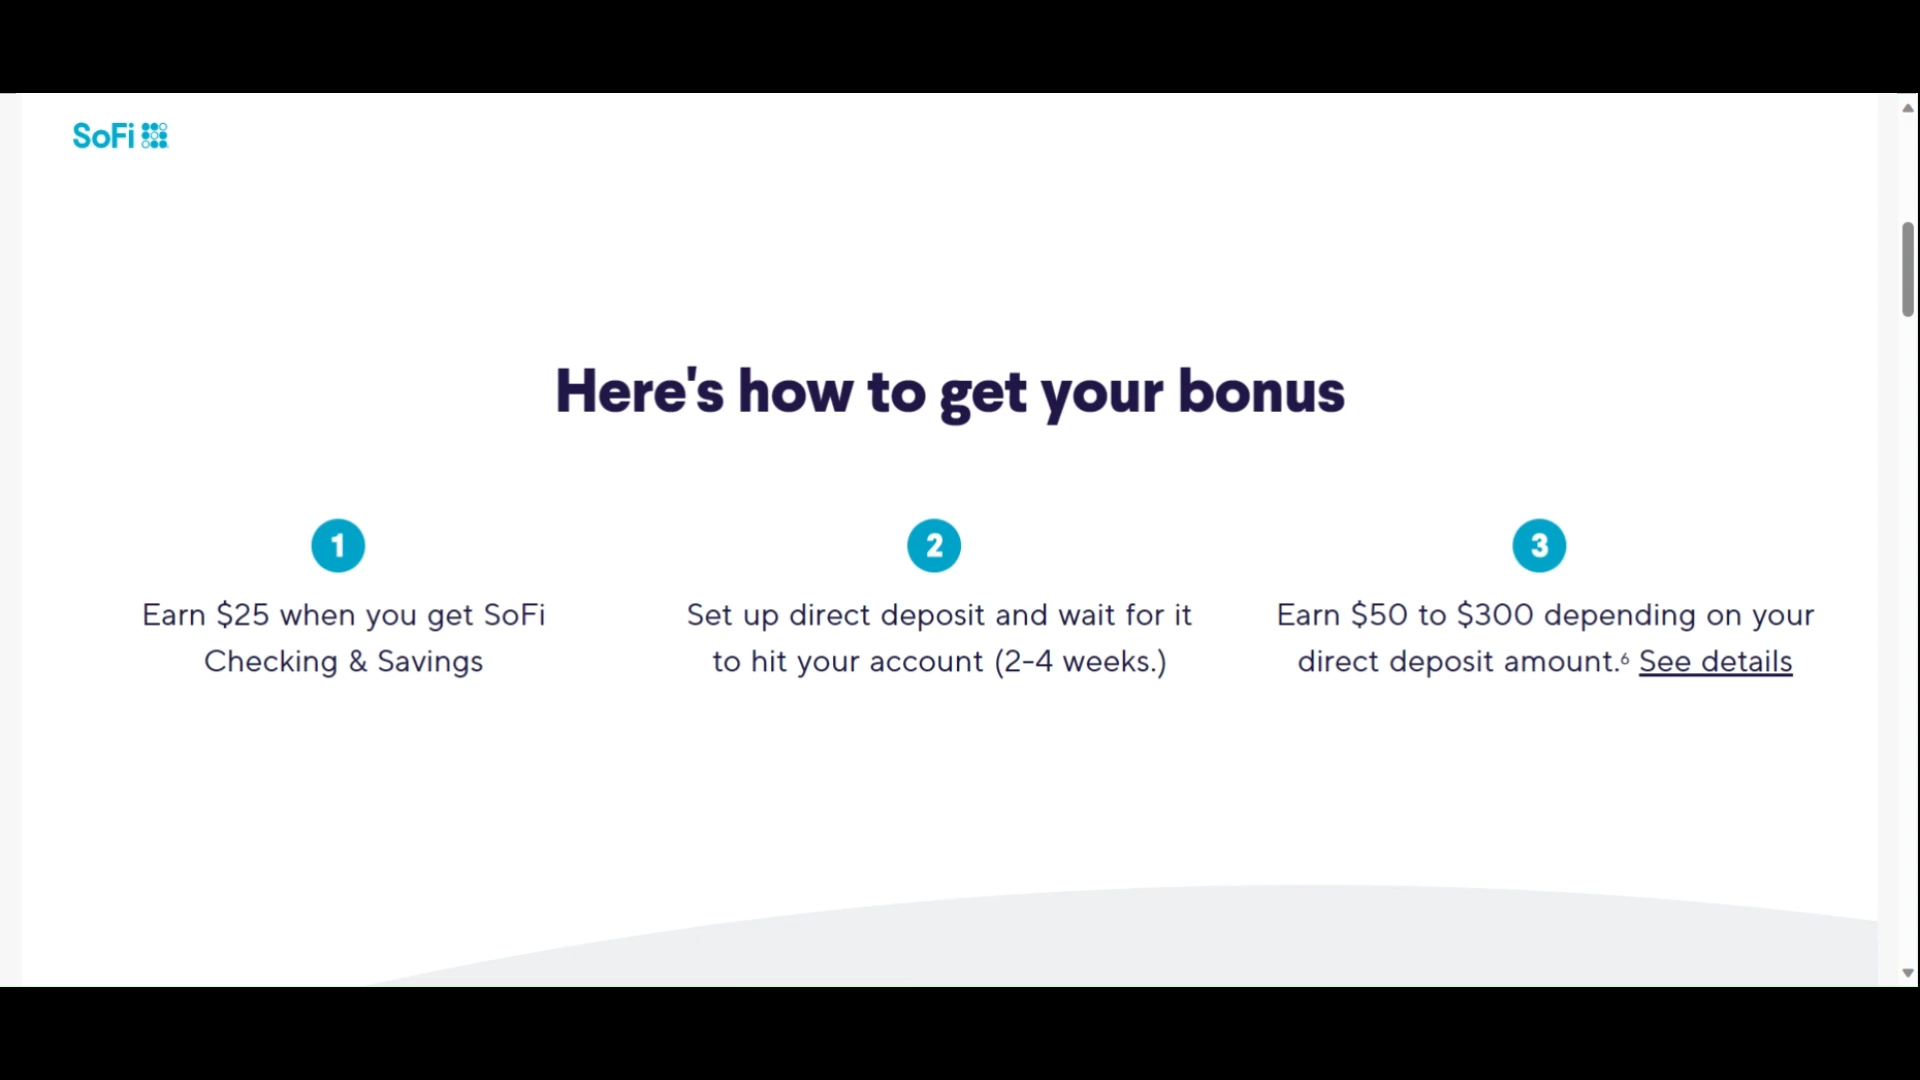 SoFi
Here's how to get your bonus
1
Earn $25 when you get SoFi
Checking & Savings
2
Set up direct deposit and wait for it
to hit your account (2-4 weeks.)
3
Earn $50 to $300 depending on your
direct deposit amount.⁶ See details